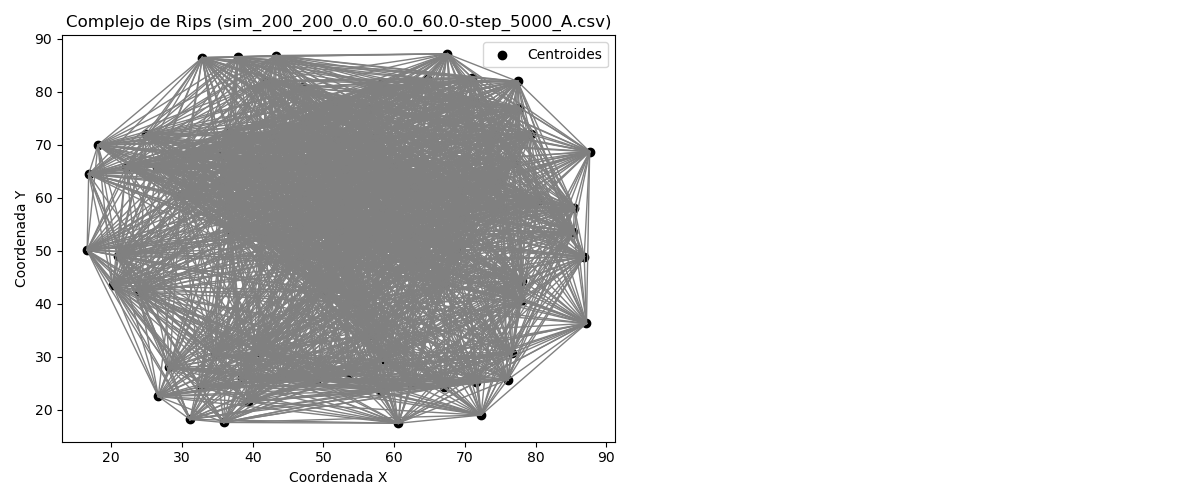 Complejo de Rips (sim_200_200_0.0_60.0_60.0-step_5000_A.csv)
Centroides
90
80
70
60
50
40
30
20
Coordenada Y
20 30 40 50 60 70 80 90
Coordenada X